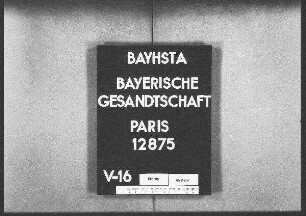 BAYHSTA
BAYERISCHE
GESANDTSCHAFT
PARIS
12875
V-16